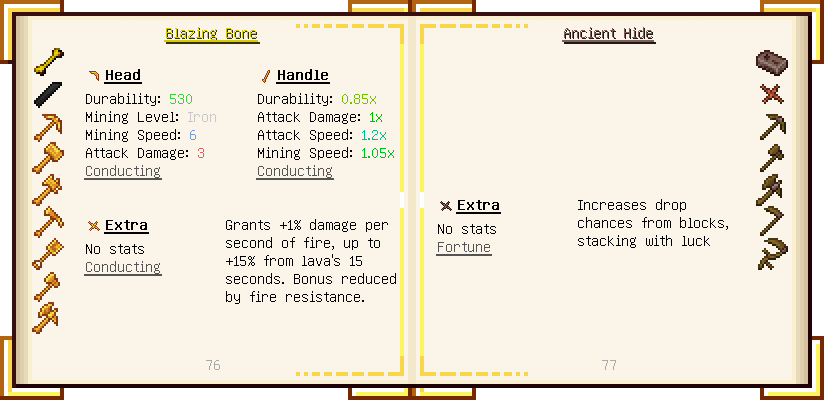 Blazing Bone
Head
Durability: 530
Mining Level: Iron
Mining Speed: 6
Attack Damage: 3
Conducting
Handle
Durability: 0.85x
Attack Damage: 1x
Attack Speed: 1.2x
Mining Speed: 1.05x
Conducting
Extra
No stats
Conducting
Grants +1% damage per
second of fire, up to
+15% from lava's 15
seconds. Bonus reduced
by fire resistance.
76
Ancient Hide
Extra
No stats
Fortune
Increases drop
chances from blocks,
stacking with luck
77